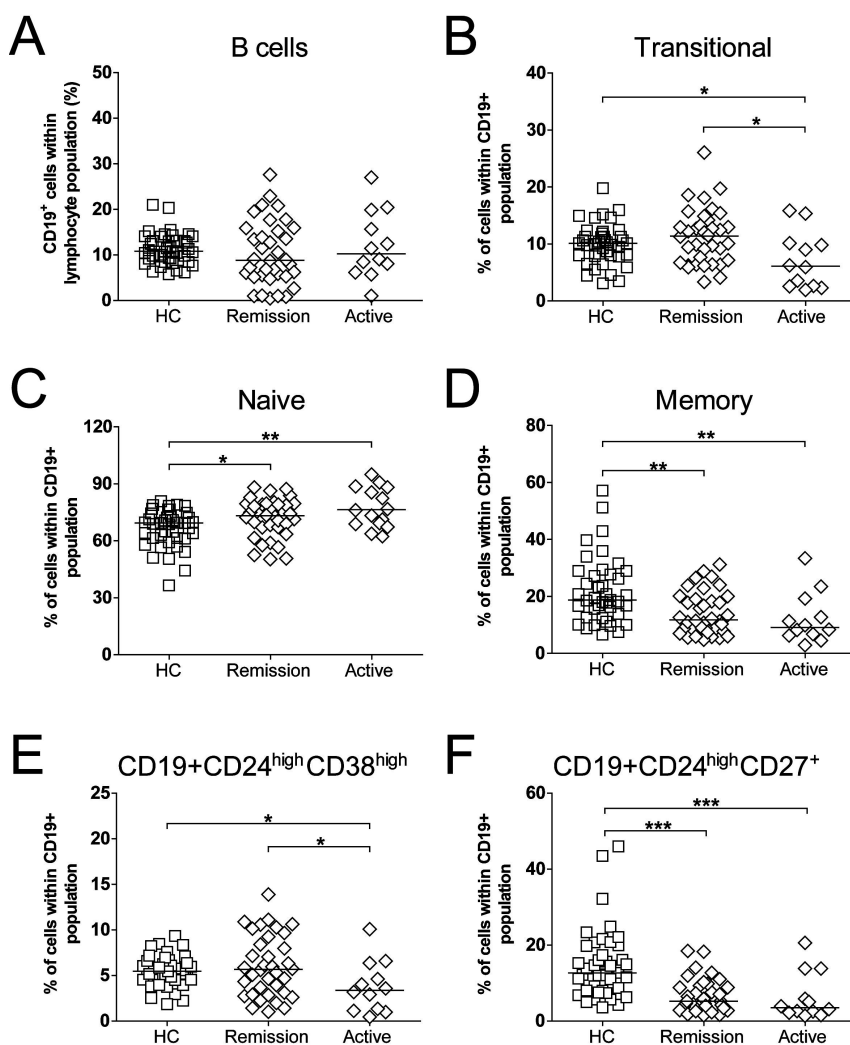 A
B cells
CD19+ cells within
lymphocyte population (%)
50
40
30
20
10
0
HC Remission Active
B
Transitional
% of cells within CD19+
population
40
30
20
10
0
*
*
HC Remission Active
C
Naive
% of cells within CD19+
population
120
90
60
30
0
**
*
HC Remission Active
D
Memory
% of cells within CD19+
population
80
60
40
20
0
**
**
HC Remission Active
E
CD19+CD24high CD38high
% of cells within CD19+
population
25
20
15
10
5
0
*
*
HC Remission Active
F
CD19+CD24high CD27+
% of cells within CD19+
population
60
40
20
0
***
***
HC Remission Active